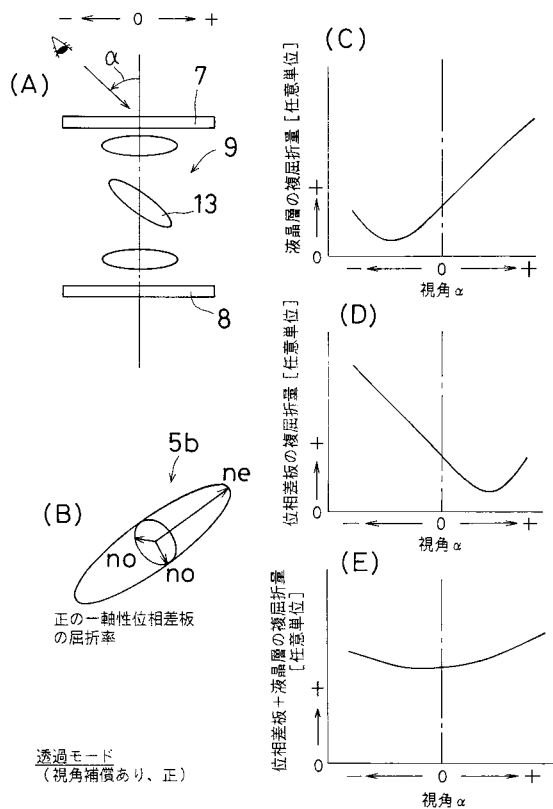 － ←── 0 ──→ ＋
(A)
α
7
9
13
8
(B)
5b
ne
no
no
正の一軸性位相差板
の屈折率
透過モード
(視角補償あり、正)
(C)
液晶層の複屈折量 [任意単位]
＋
0
－ ←── 0 ──→ ＋
視角 α
(D)
位相差板の複屈折量 [任意単位]
＋
0
－ ←── 0 ──→ ＋
視角 α
(E)
位相差板＋液晶層の複屈折量
[任意単位]
＋
0
－ ←── 0 ──→ ＋
視角 α